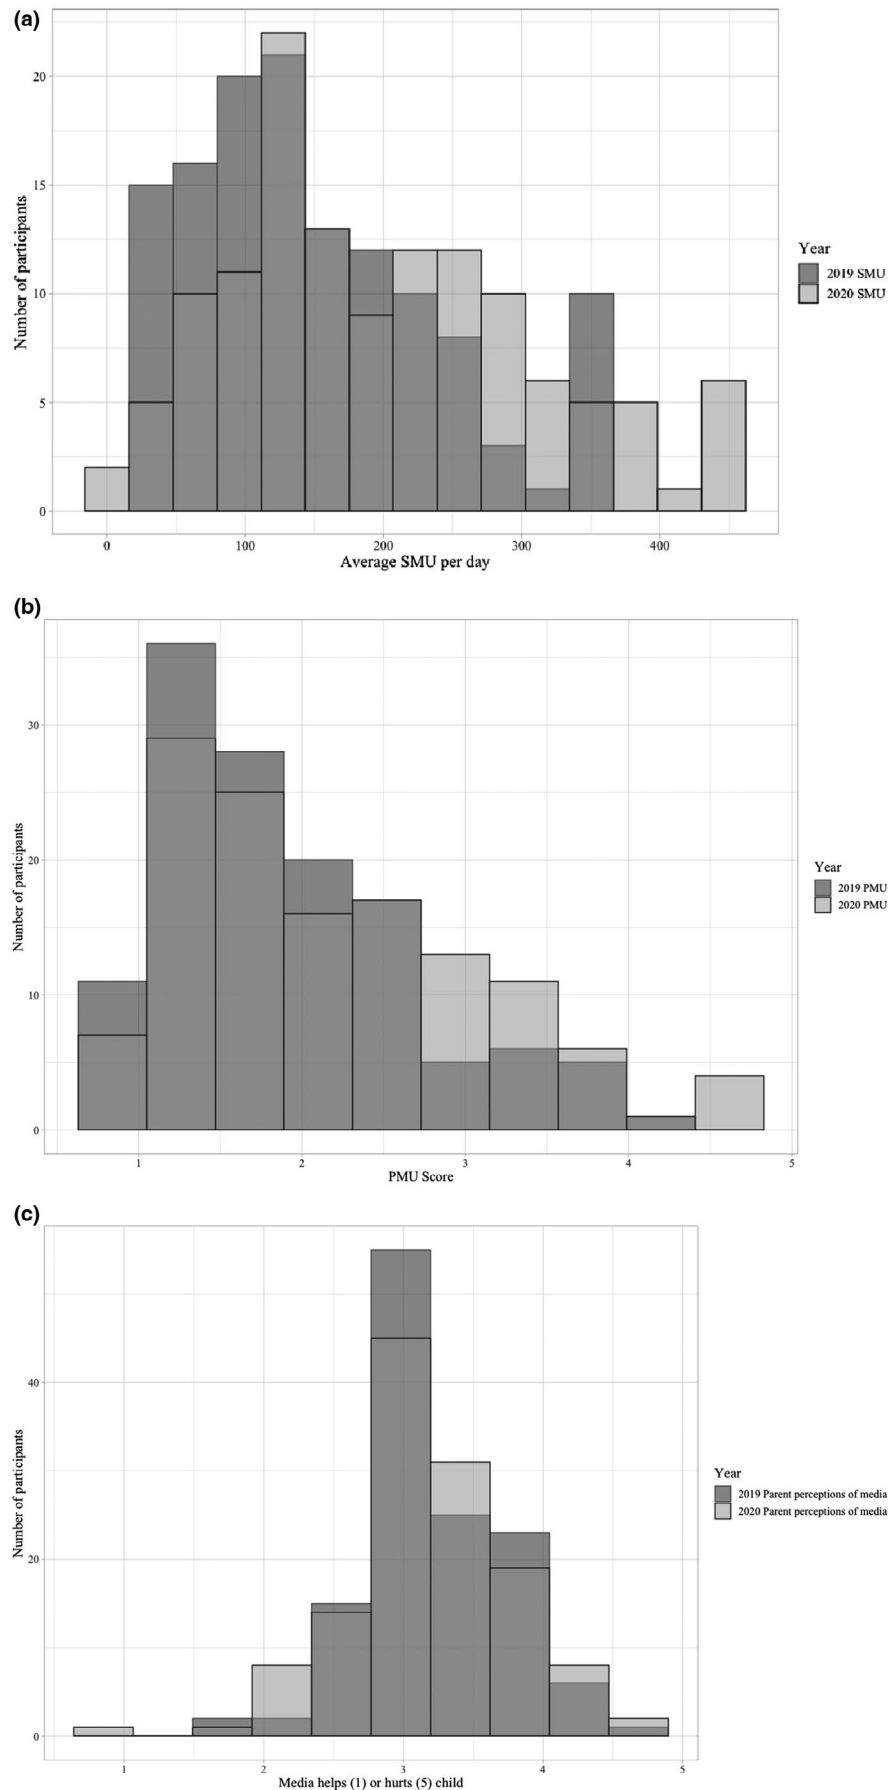 (a)
20
15
10
5
0
Number of participants
0 100 200 300 400
Average SMU per day
Year
2019 SMU
2020 SMU
(b)
30
20
10
0
Number of participants
1 2 3 4 5
PMU Score
Year
2019 PMU
2020 PMU
(c)
40
20
0
Number of participants
1 2 3 4 5
Media helps (1) or hurts (5) child
Year
2019 Parent perceptions of media
2020 Parent perceptions of media